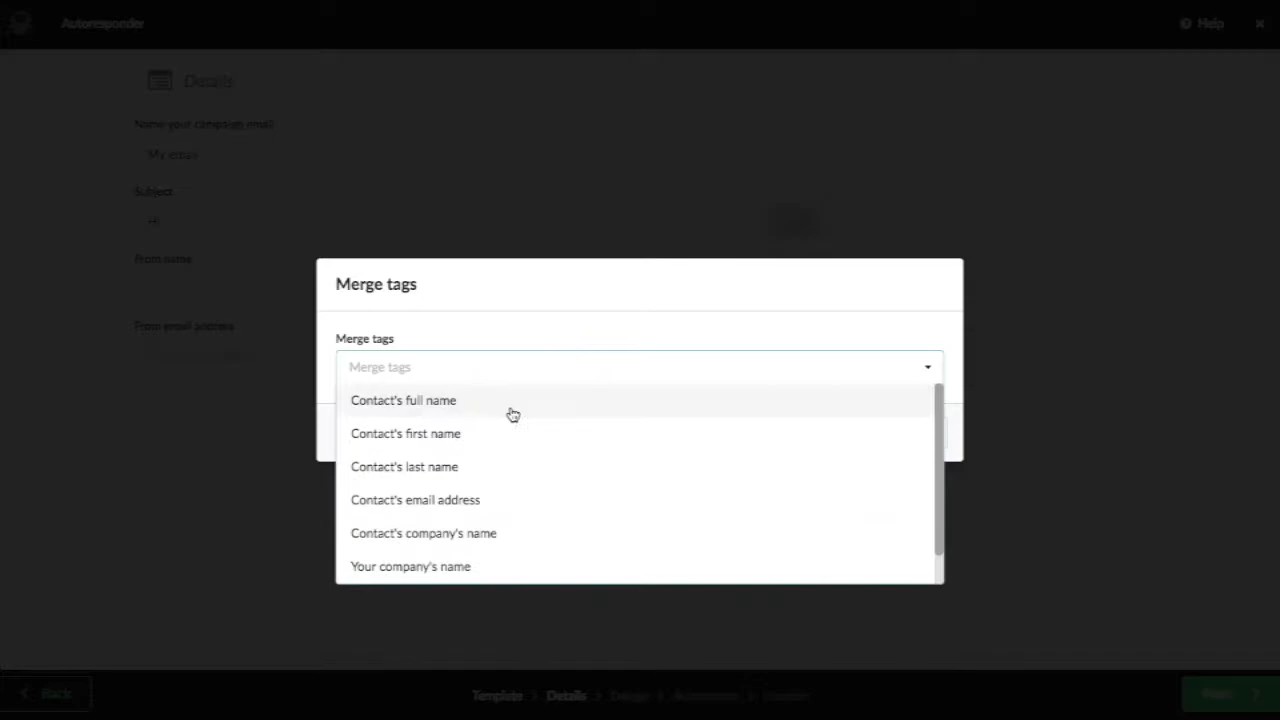 Autoresponder
Help
Details
Name your campaign email
My email
Subject
From name
From email address
Merge tags
Merge tags
Merge tags
Contact's full name
Contact's first name
Contact's last name
Contact's email address
Contact's company's name
Your company's name
Back
Template
Details
Design